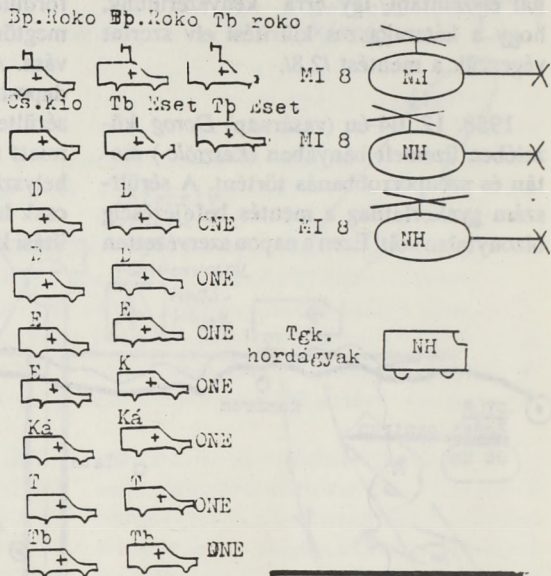 Bp.Roko Bp.Roko Tb roko
MI 8 NH
Cs.Rio Tb Eset Tb Eset
MI 8 NH
D D ONE
MI 8 NH
E ONE
E E ONE
Tgk.
hordágyak NH
E K ONE
Ká Ká ONE
T T ONE
Tb Tb ONE